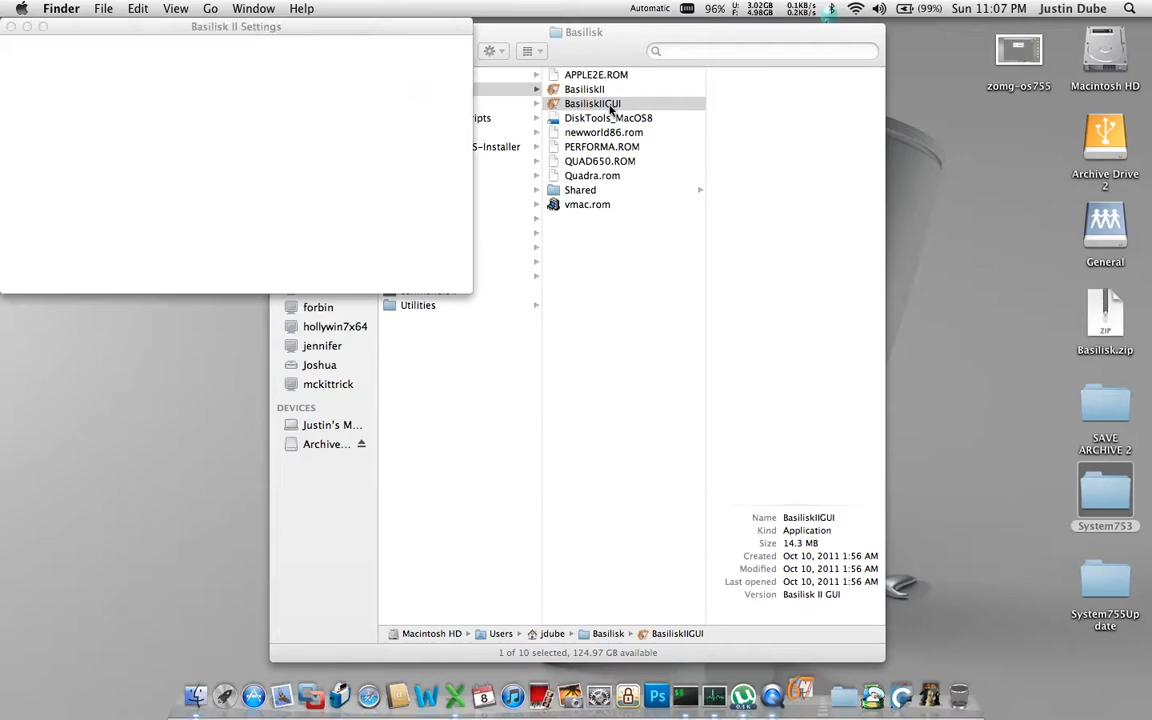 Finder File Edit View Go Window Help Automatic 96% U: 3.02GB F: 4.98GB 0.1KB/s 0.2KB/s (99%) Sun 11:07 PM Justin Dube
Basilisk II Settings
Basilisk
APPLE2E.ROM
BasiliskII
BasiliskIIGUI
ipts
DiskTools_MacOS8
newworld86.rom
S-Installer
PERFORMA.ROM
QUAD650.ROM
Quadra.rom
Shared
vmac.rom
Utilities
forbin
hollywin7x64
jennifer
Joshua
mckittrick
DEVICES
Justin's M...
Archive...
Name BasiliskIIGUI
Kind Application
Size 14.3 MB
Created Oct 10, 2011 1:56 AM
Modified Oct 10, 2011 1:56 AM
Last opened Oct 10, 2011 1:56 AM
Version Basilisk II GUI
Macintosh HD Users jdube Basilisk BasiliskIIGUI
1 of 10 selected, 124.97 GB available
zomg-os755
Macintosh HD
Archive Drive
2
General
ZIP
Basilisk.zip
SAVE
ARCHIVE 2
System753
System755Up
date